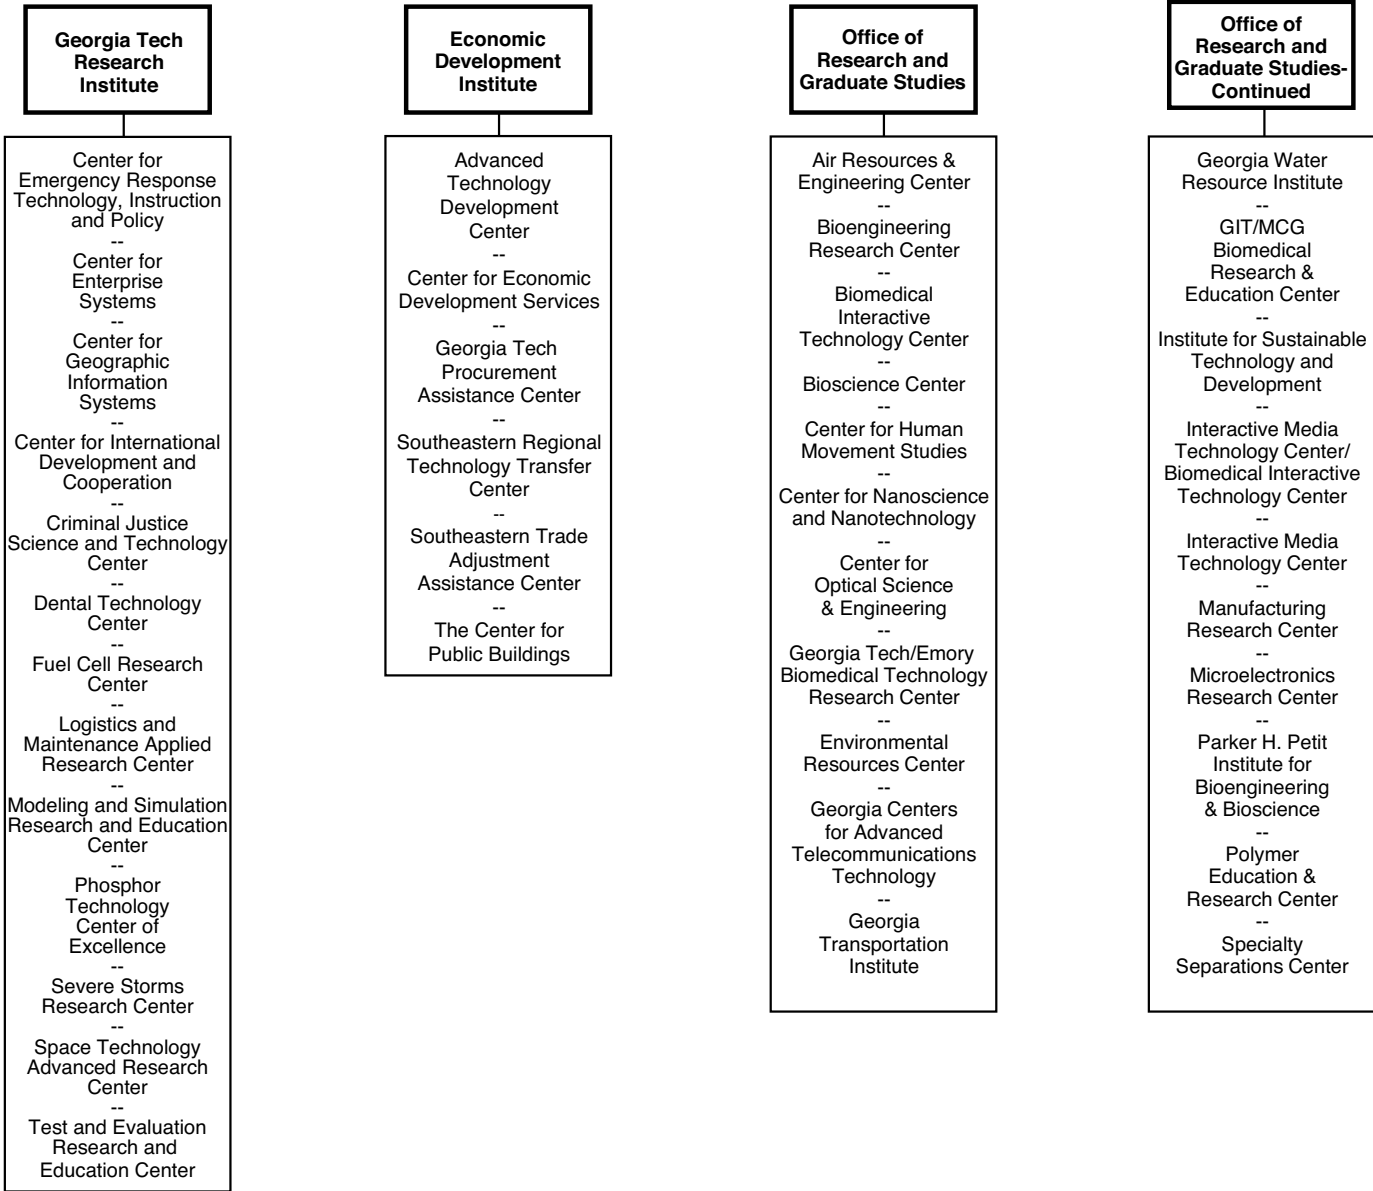 Georgia Tech
Research
Institute
Center for
Emergency Response
Technology, Instruction
and Policy
--
Center for
Enterprise
Systems
--
Center for
Geographic
Information
Systems
--
Center for International
Development and
Cooperation
--
Criminal Justice
Science and Technology
Center
--
Dental Technology
Center
--
Fuel Cell Research
Center
--
Logistics and
Maintenance Applied
Research Center
--
Modeling and Simulation
Research and Education
Center
--
Phosphor
Technology
Center of
Excellence
--
Severe Storms
Research Center
--
Space Technology
Advanced Research
Center
--
Test and Evaluation
Research and
Education Center
Economic
Development
Institute
Advanced
Technology
Development
Center
--
Center for Economic
Development Services
--
Georgia Tech
Procurement
Assistance Center
--
Southeastern Regional
Technology Transfer
Center
--
Southeastern Trade
Adjustment
Assistance Center
--
The Center for
Public Buildings
Office of
Research and
Graduate Studies
Air Resources &
Engineering Center
--
Bioengineering
Research Center
--
Biomedical
Interactive
Technology Center
--
Bioscience Center
--
Center for Human
Movement Studies
--
Center for Nanoscience
and Nanotechnology
--
Center for
Optical Science
& Engineering
--
Georgia Tech/Emory
Biomedical Technology
Research Center
--
Environmental
Resources Center
--
Georgia Centers
for Advanced
Telecommunications
Technology
--
Georgia
Transportation
Institute
Office of
Research and
Graduate Studies-
Continued
Georgia Water
Resource Institute
--
GIT/MCG
Biomedical
Research &
Education Center
--
Institute for Sustainable
Technology and
Development
--
Interactive Media
Technology Center/
Biomedical Interactive
Technology Center
--
Interactive Media
Technology Center
--
Manufacturing
Research Center
--
Microelectronics
Research Center
--
Parker H. Petit
Institute for
Bioengineering
& Bioscience
--
Polymer
Education &
Research Center
--
Specialty
Separations Center